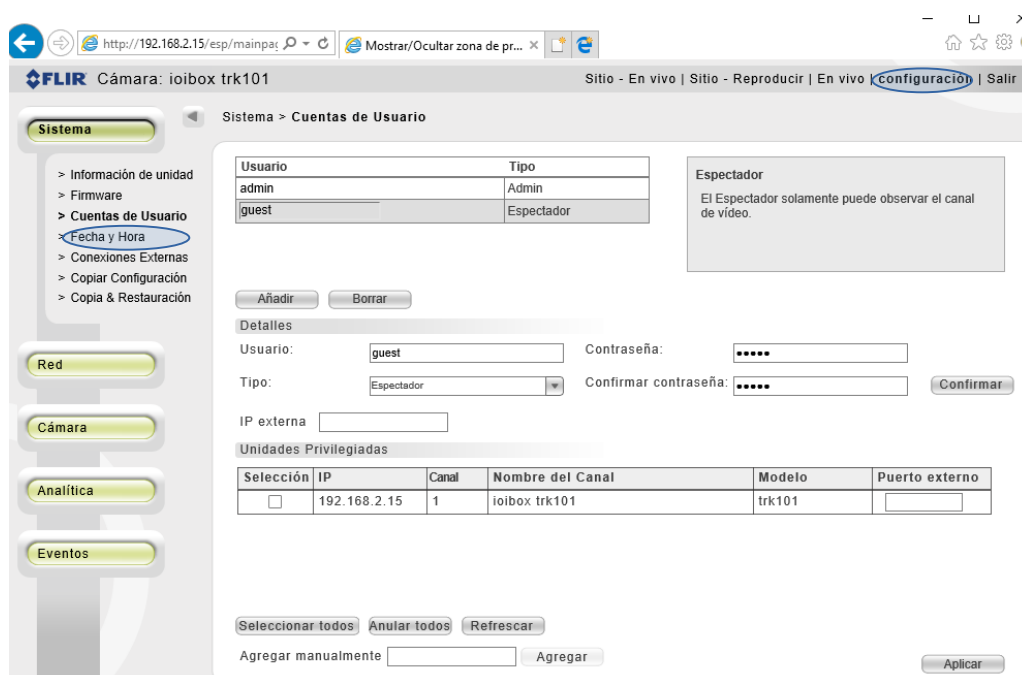 http://192.168.2.15/esp/mainpag
Mostrar/Ocultar zona de pr...
FLIR Cámara: ioibox trk101
Sitio - En vivo | Sitio - Reproducir | En vivo | configuración | Salir
Sistema
Sistema > Cuentas de Usuario
> Información de unidad
> Firmware
> Cuentas de Usuario
> Fecha y Hora
> Conexiones Externas
> Copiar Configuración
> Copia & Restauración
Red
Cámara
Analítica
Eventos
Usuario Tipo
admin Admin
guest Espectador
Espectador
El Espectador solamente puede observar el canal
de vídeo.
Añadir Borrar
Detalles
Usuario: guest Contraseña: •••••
Tipo: Espectador Confirmar contraseña: ••••• Confirmar
IP externa
Unidades Privilegiadas
Selección IP Canal Nombre del Canal Modelo Puerto externo
192.168.2.15 1 ioibox trk101 trk101
Seleccionar todos Anular todos Refrescar
Agregar manualmente Agregar
Aplicar